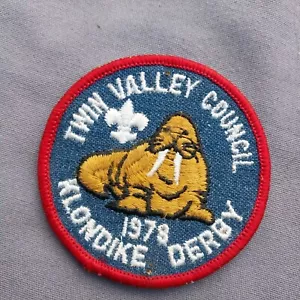 TWIN VALLEY COUNCIL
1978
KLONDIKE DERBY